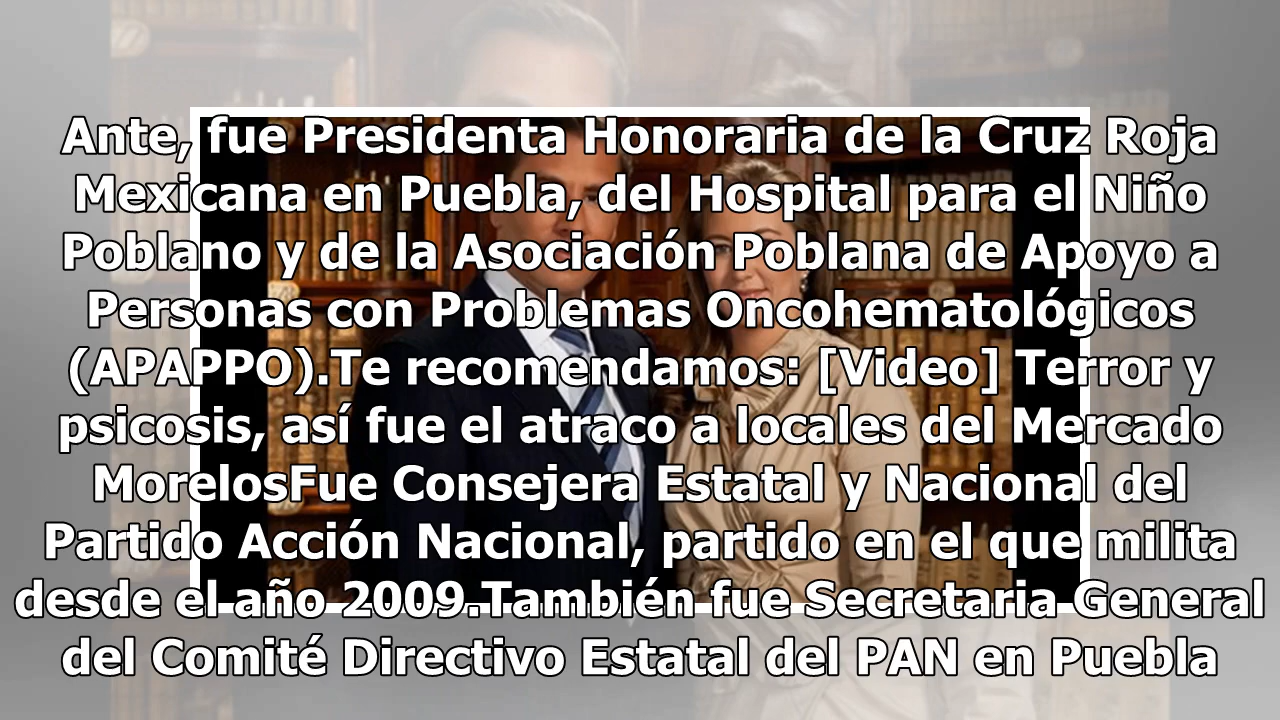 Ante, fue Presidenta Honoraria de la Cruz Roja
Mexicana en Puebla, del Hospital para el Niño
Poblano y de la Asociación Poblana de Apoyo a
Personas con Problemas Oncohematológicos
(APAPPO).Te recomendamos: [Video] Terror y
psicosis, así fue el atraco a locales del Mercado
MorelosFue Consejera Estatal y Nacional del
Partido Acción Nacional, partido en el que milita
desde el año 2009.También fue Secretaria General
del Comité Directivo Estatal del PAN en Puebla